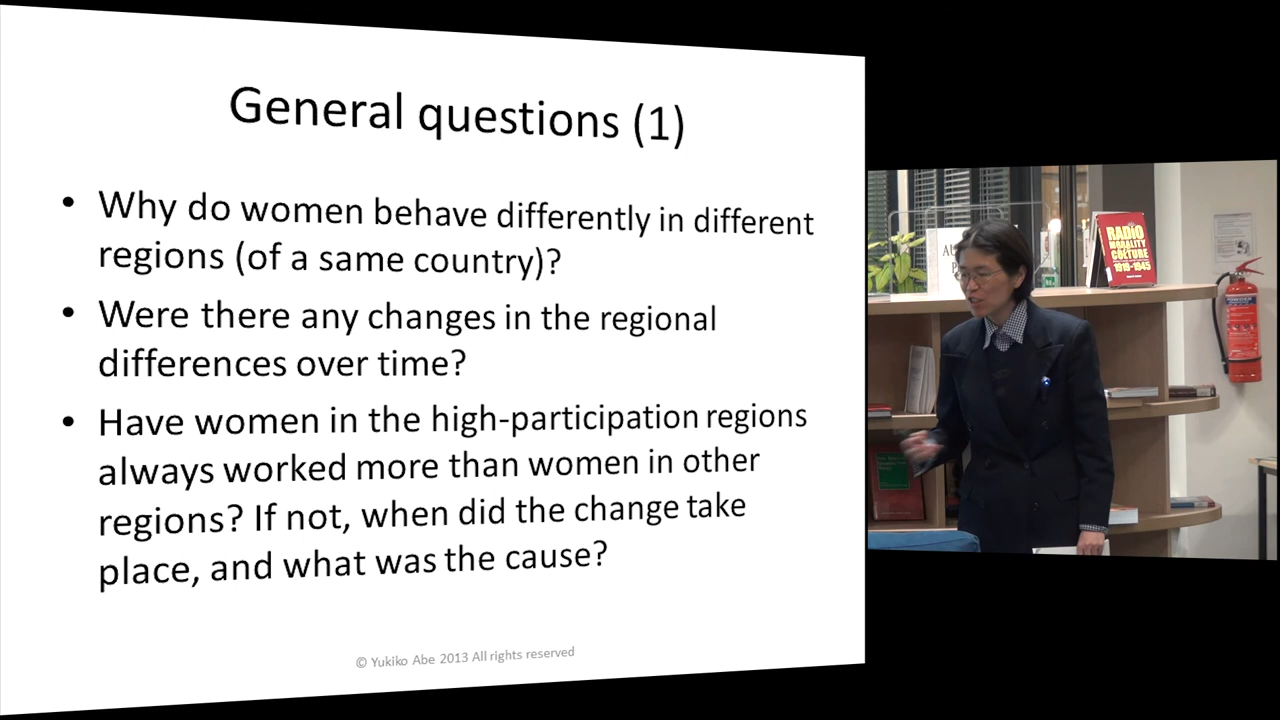 General questions (1)
• Why do women behave differently in different
regions (of a same country)?
• Were there any changes in the regional
differences over time?
• Have women in the high-participation regions
always worked more than women in other
regions? If not, when did the change take
place, and what was the cause?
© Yukiko Abe 2013 All rights reserved
RADIO
MORALITY
CULTURE
1919-1945